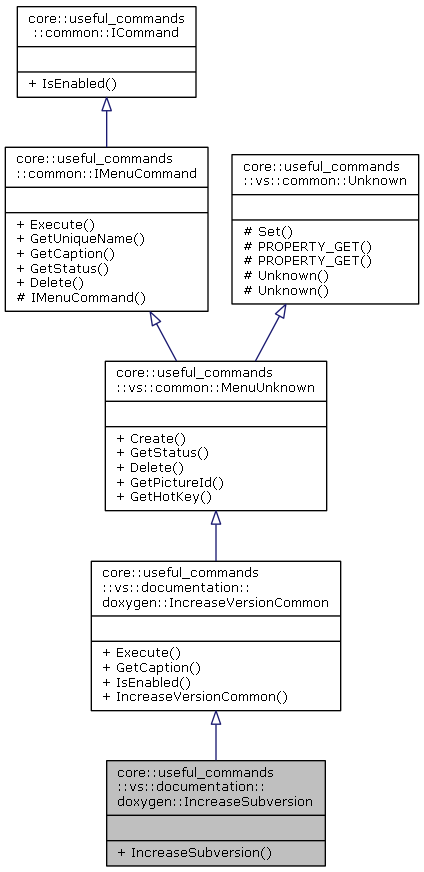 core::useful_commands
::common::ICommand
+ IsEnabled()
core::useful_commands
::common::IMenuCommand
+ Execute()
+ GetUniqueName()
+ GetCaption()
+ GetStatus()
+ Delete()
# IMenuCommand()
core::useful_commands
::vs::common::Unknown
# Set()
# PROPERTY_GET()
# PROPERTY_GET()
# Unknown()
# Unknown()
core::useful_commands
::vs::common::MenuUnknown
+ Create()
+ GetStatus()
+ Delete()
+ GetPictureId()
+ GetHotKey()
core::useful_commands
::vs::documentation::
doxygen::IncreaseVersionCommon
+ Execute()
+ GetCaption()
+ IsEnabled()
+ IncreaseVersionCommon()
core::useful_commands
::vs::documentation::
doxygen::IncreaseSubversion
+ IncreaseSubversion()